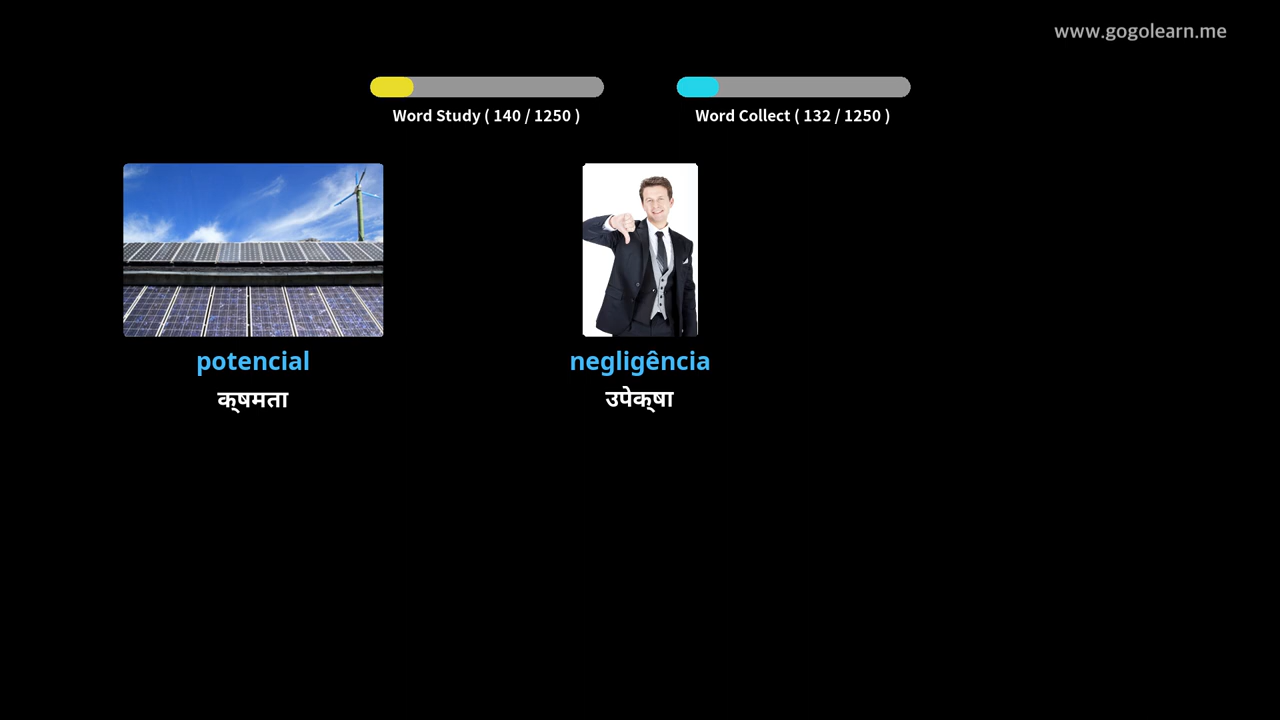 www.gogolearn.me
Word Study ( 140 / 1250 )
Word Collect ( 132 / 1250 )
potencial
negligência
क्षमता
उपेक्षा